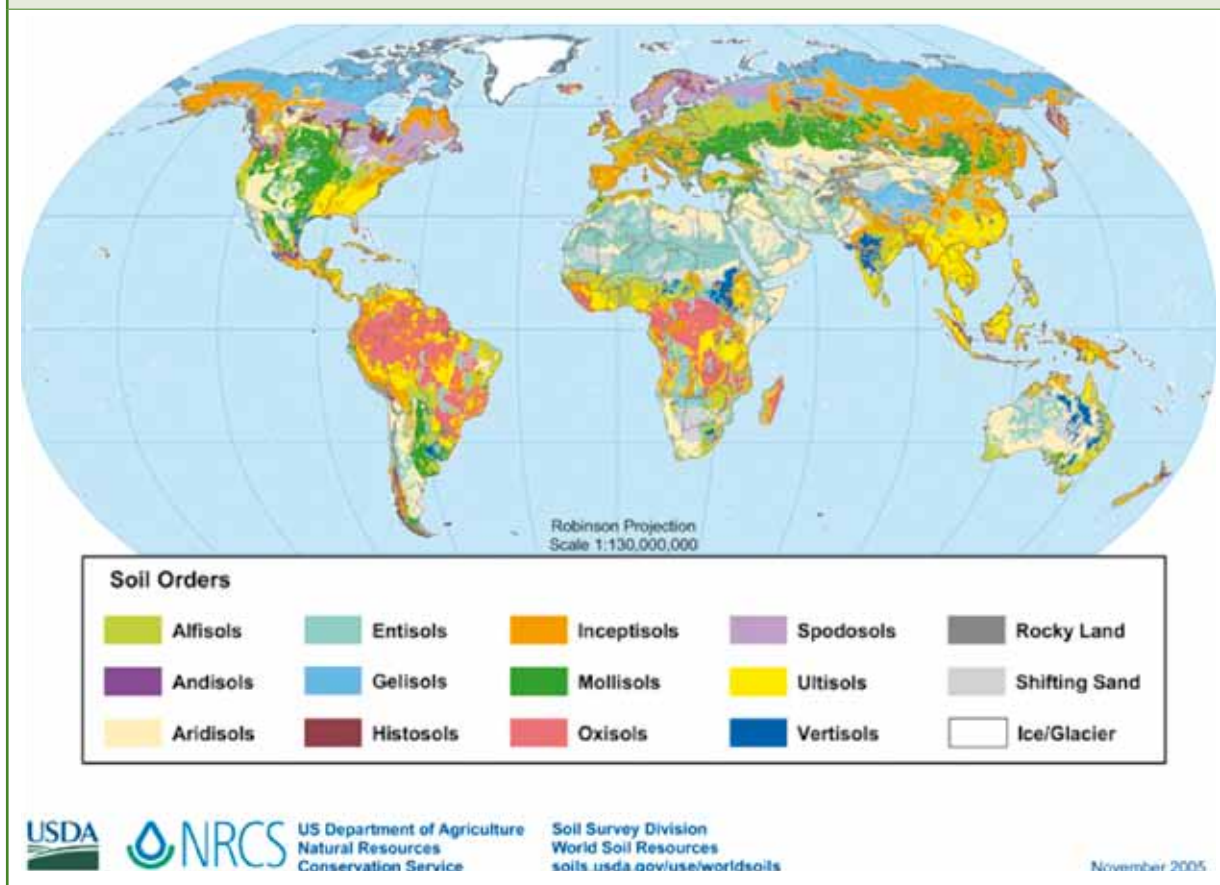 Robinson Projection
Scale 1:130,000,000
Soil Orders
Alfisols Entisols Inceptisols Spodosols Rocky Land
Andisols Gelisols Mollisols Ultisols Shifting Sand
Aridisols Histosols Oxisols Vertisols Ice/Glacier
USDA NRCS US Department of Agriculture Soil Survey Division
Natural Resources World Soil Resources
Conservation Service soils.usda.gov/use/worldsoils November 2005